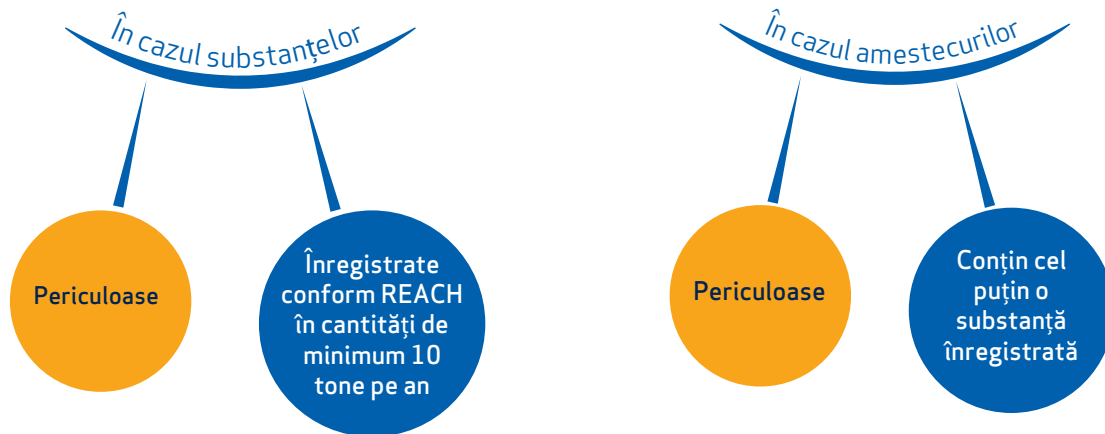 În cazul substanțelor
Periculoase
Înregistrate
conform REACH
în cantități de
minimum 10
tone pe an
În cazul amestecurilor
Periculoase
Conțin cel
puțin o
substanță
înregistrată